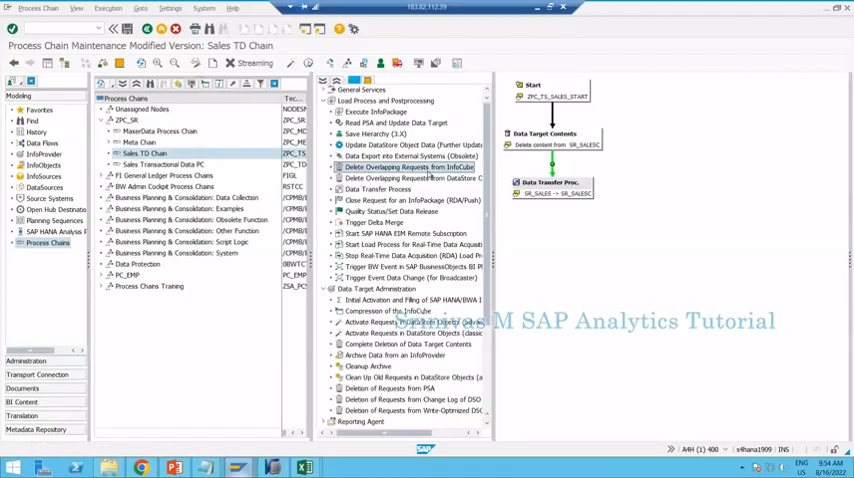 183.82.112.39
View
Execution
Goto
Settings
System
Help
Process Chain Maintenance Modified Version: Sales TD Chain
Streaming
Modeling
Favorites
Find
History
Data Flows
InfoProvider
InfoObjects
InfoSources
DataSources
Source Systems
Open Hub Destinatio
Planning Sequences
SAP HANA Analysis P
Process Chains
Administration
Transport Connection
Documents
BI Content
Translation
Metadata Repository
Process Chains
Tec...
Unassigned Nodes
NODESN
ZPC_SR
ZPC_SR
MaserData Process Chain
ZPC_M
Meta Chain
ZPC_M
Sales TD Chain
ZPC_TS
Sales Transactional Data PC
ZPC_TD
FI General Ledger Process Chains
FIGL
BW Admin Cockpit Process Chains
RSTCC
Business Planning & Consolidation: Data Collection
/CPMB/
Business Planning & Consolidation: Examples
/CPMB/
Business Planning & Consolidation: Obsolete Function
/CPMB/
Business Planning & Consolidation: Other Function
/CPMB/
Business Planning & Consolidation: Script Logic
/CPMB/
Business Planning & Consolidation: System
/CPMB/
Data Protection
0BWTC
PC_EMP
PC_EM
Process Chains Training
ZSA_PC
General Services
Load Process and Postprocessing
Execute InfoPackage
Read PSA and Update Data Target
Save Hierarchy (3.X)
Update DataStore Object Data (Further Updat
Data Export into External Systems (Obsolete)
Delete Overlapping Requests from InfoCube
Delete Overlapping Requests from DataStore O
Data Transfer Process
Close Request for an InfoPackage (RDA/Push)
Quality Status/Set Data Release
Trigger Delta Merge
Start SAP HANA EIM Remote Subscription
Start Load Process for Real-Time Data Acquisit
Stop Real-Time Data Acquisition (RDA) Load Pr
Trigger BW Event in SAP BusinessObjects BI Pl
Trigger Event Data Change (for Broadcaster)
Data Target Administration
Initial Activation and Filling of SAP HANA/BWA I
Compression of the InfoCube
Activate Requests in DataStore Objects (advan
Activate Requests in DataStore Objects (classic
Complete Deletion of Data Target Contents
Archive Data from an InfoProvider
Cleanup Archive
Clean Up Old Requests in DataStore Objects (a
Deletion of Requests from PSA
Deletion of Requests from Change Log of DSO
Deletion of Requests from Write-Optimized DSO
Reporting Agent
Start
ZPC_TS_SALES_START
Data Target Contents
Delete content from SR_SALESC
Data Transfer Proc.
SR_SALES -> SR_SALESC
Srinivas M SAP Analytics Tutorial
SAP
A4H (1) 400
s4hana1909
INS
ENG
US
9:54 AM
8/16/2022